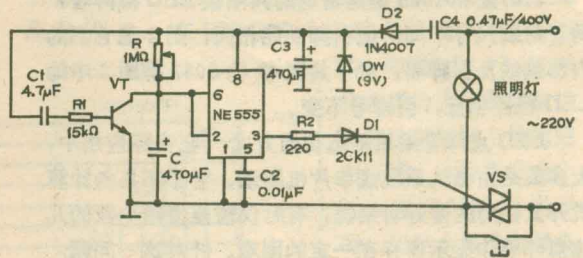 D2
C4 0.47μF/400V
1N4007
R
1MΩ
C3
470μF
DW
(9V)
8
照明灯
C1
4.7μF
R1
15kΩ
VT
6
NE555
2
3
5
R2
220
D1
2CK11
~220V
C
470μF
C2
0.01μF
VS